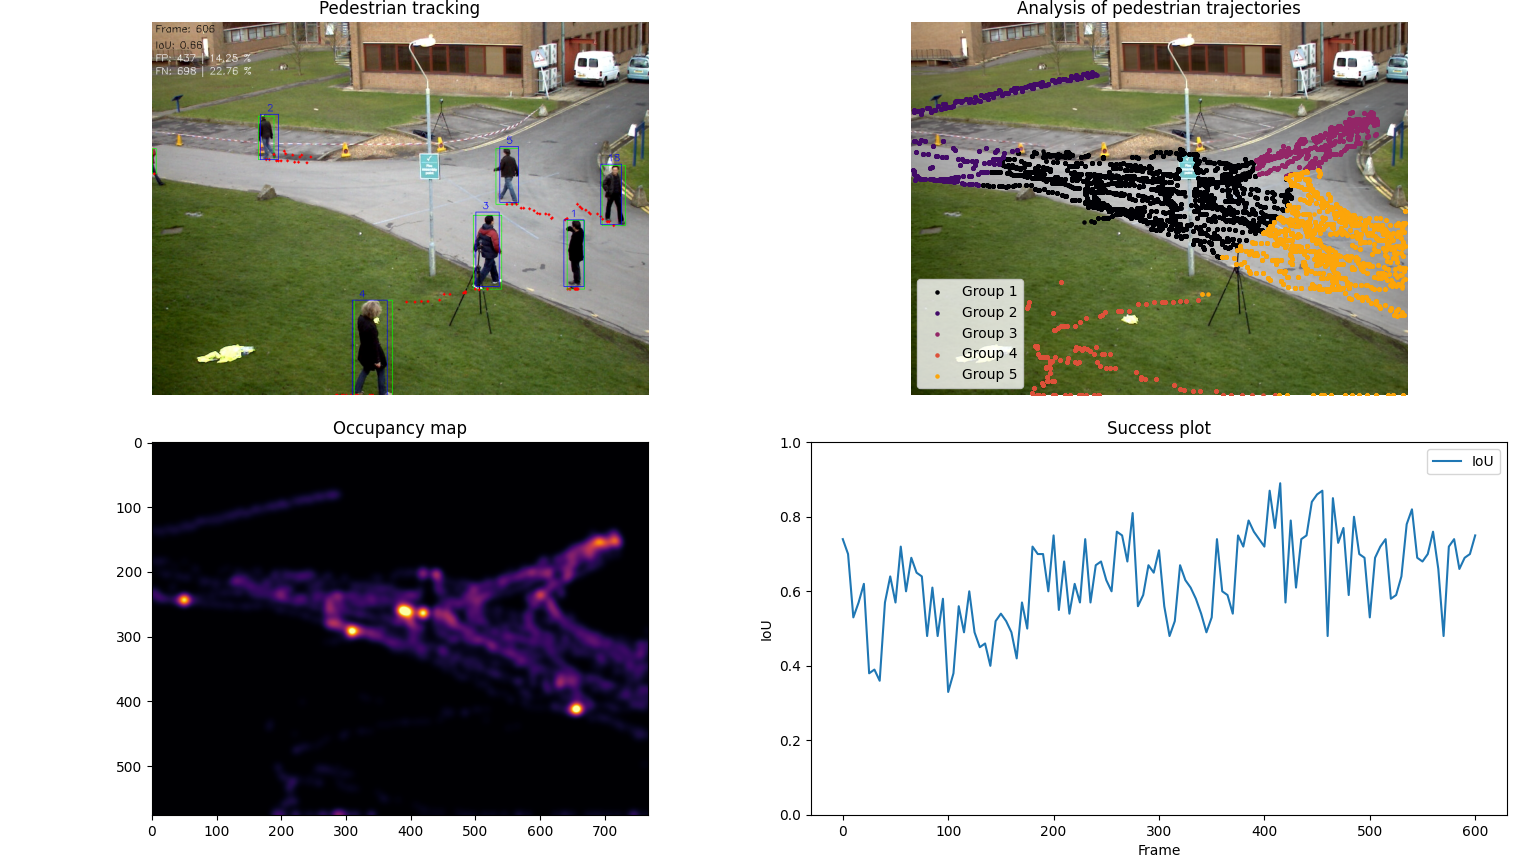 Pedestrian tracking
Frame: 606
IoU: 0.66
FP: 437 | 14.25 %
FN: 698 | 22.76 %
2
5
18
3
1
4
Analysis of pedestrian trajectories
Group 1
Group 2
Group 3
Group 4
Group 5
Occupancy map
0
100
200
300
400
500
0 100 200 300 400 500 600 700
Success plot
IoU
1.0
0.8
0.6
0.4
0.2
0.0
IoU
0 100 200 300 400 500 600
Frame